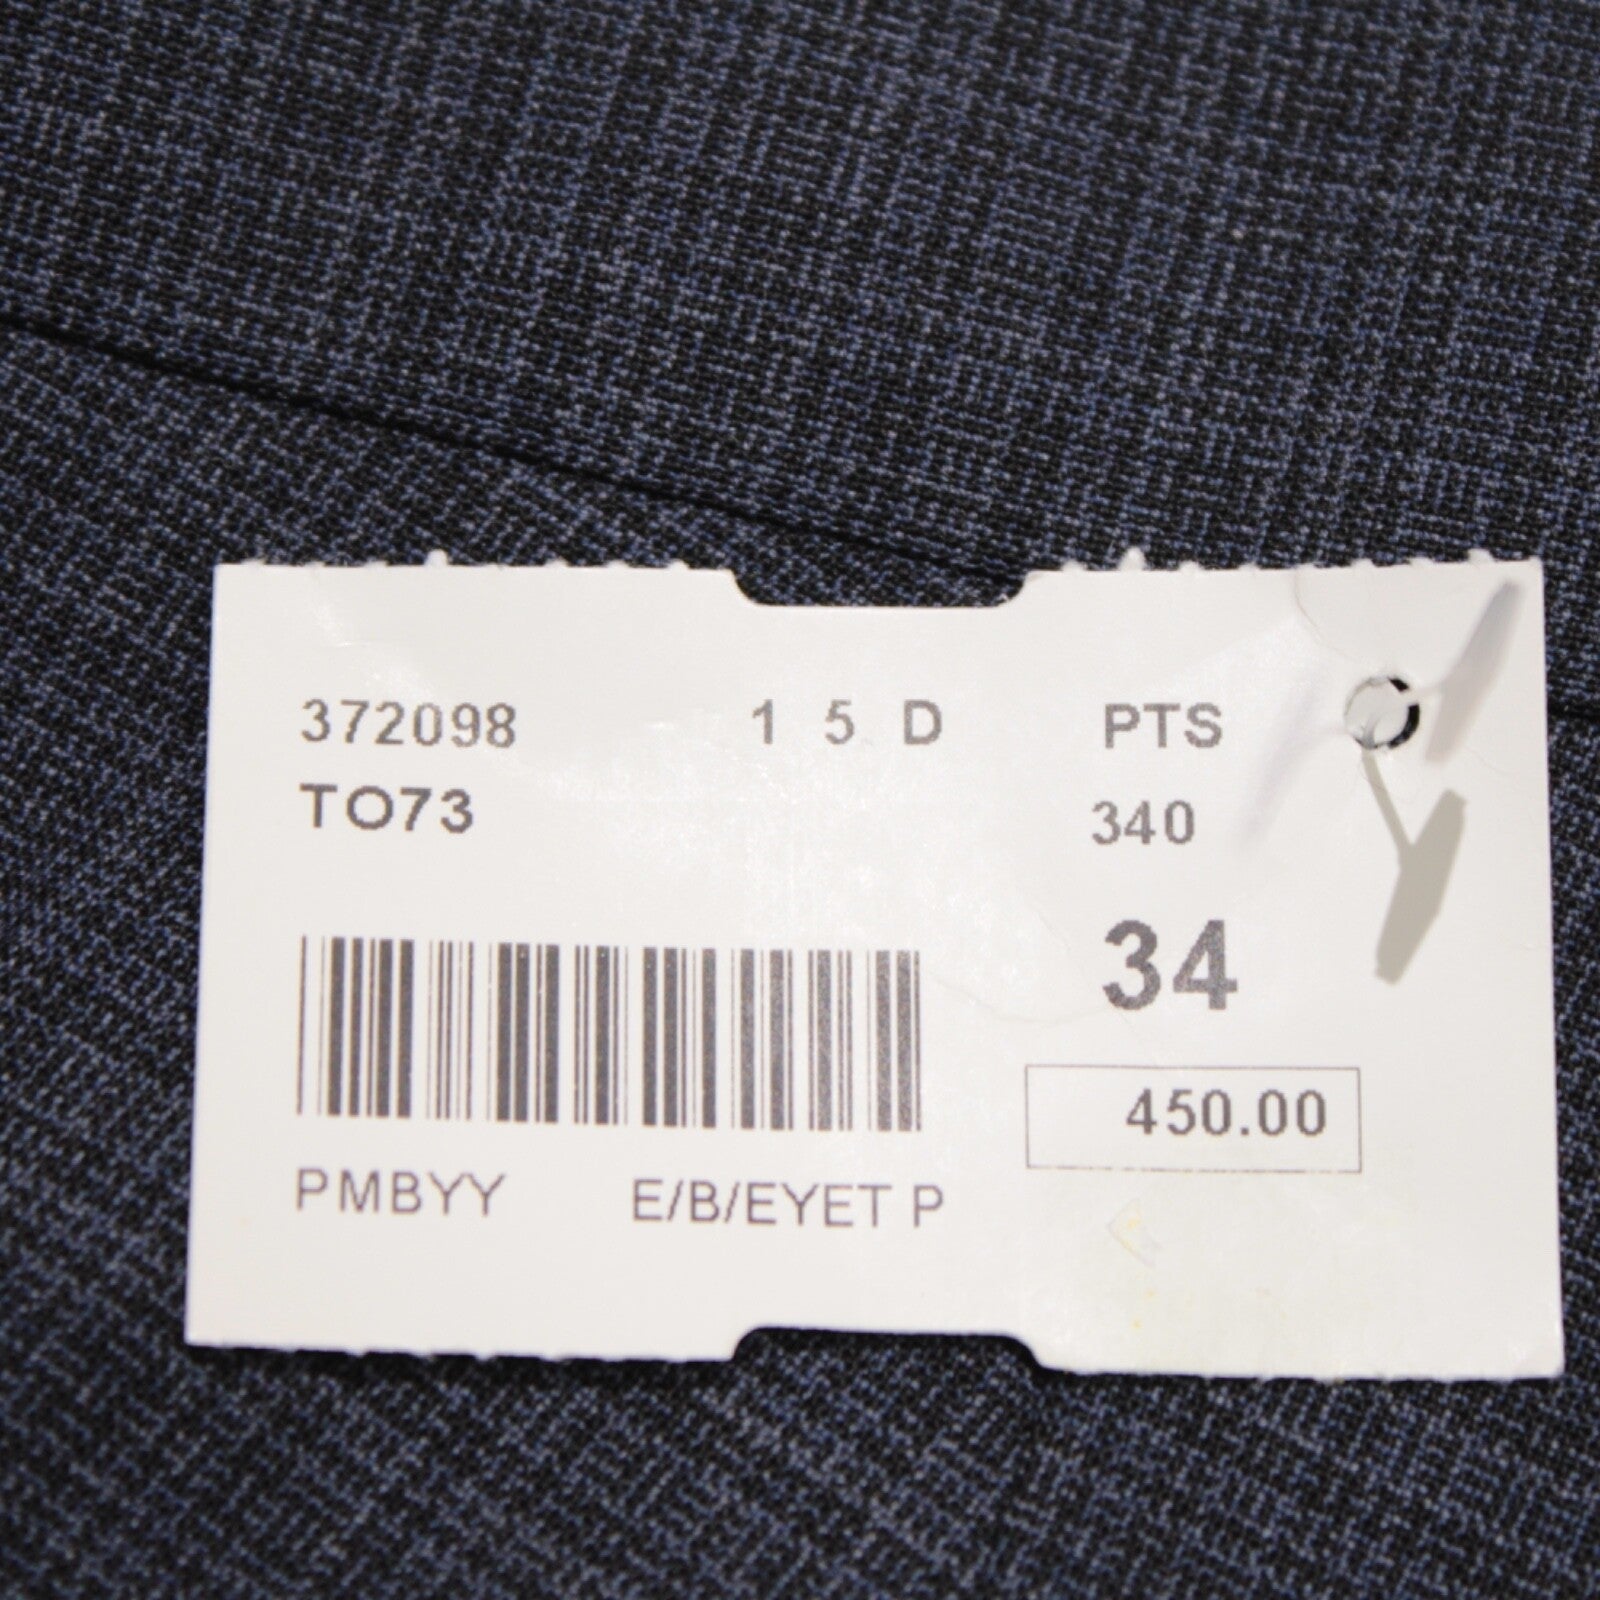 372098 1 5 D PTS
TO73 340
34
450.00
PMBYY E/B/EYET P